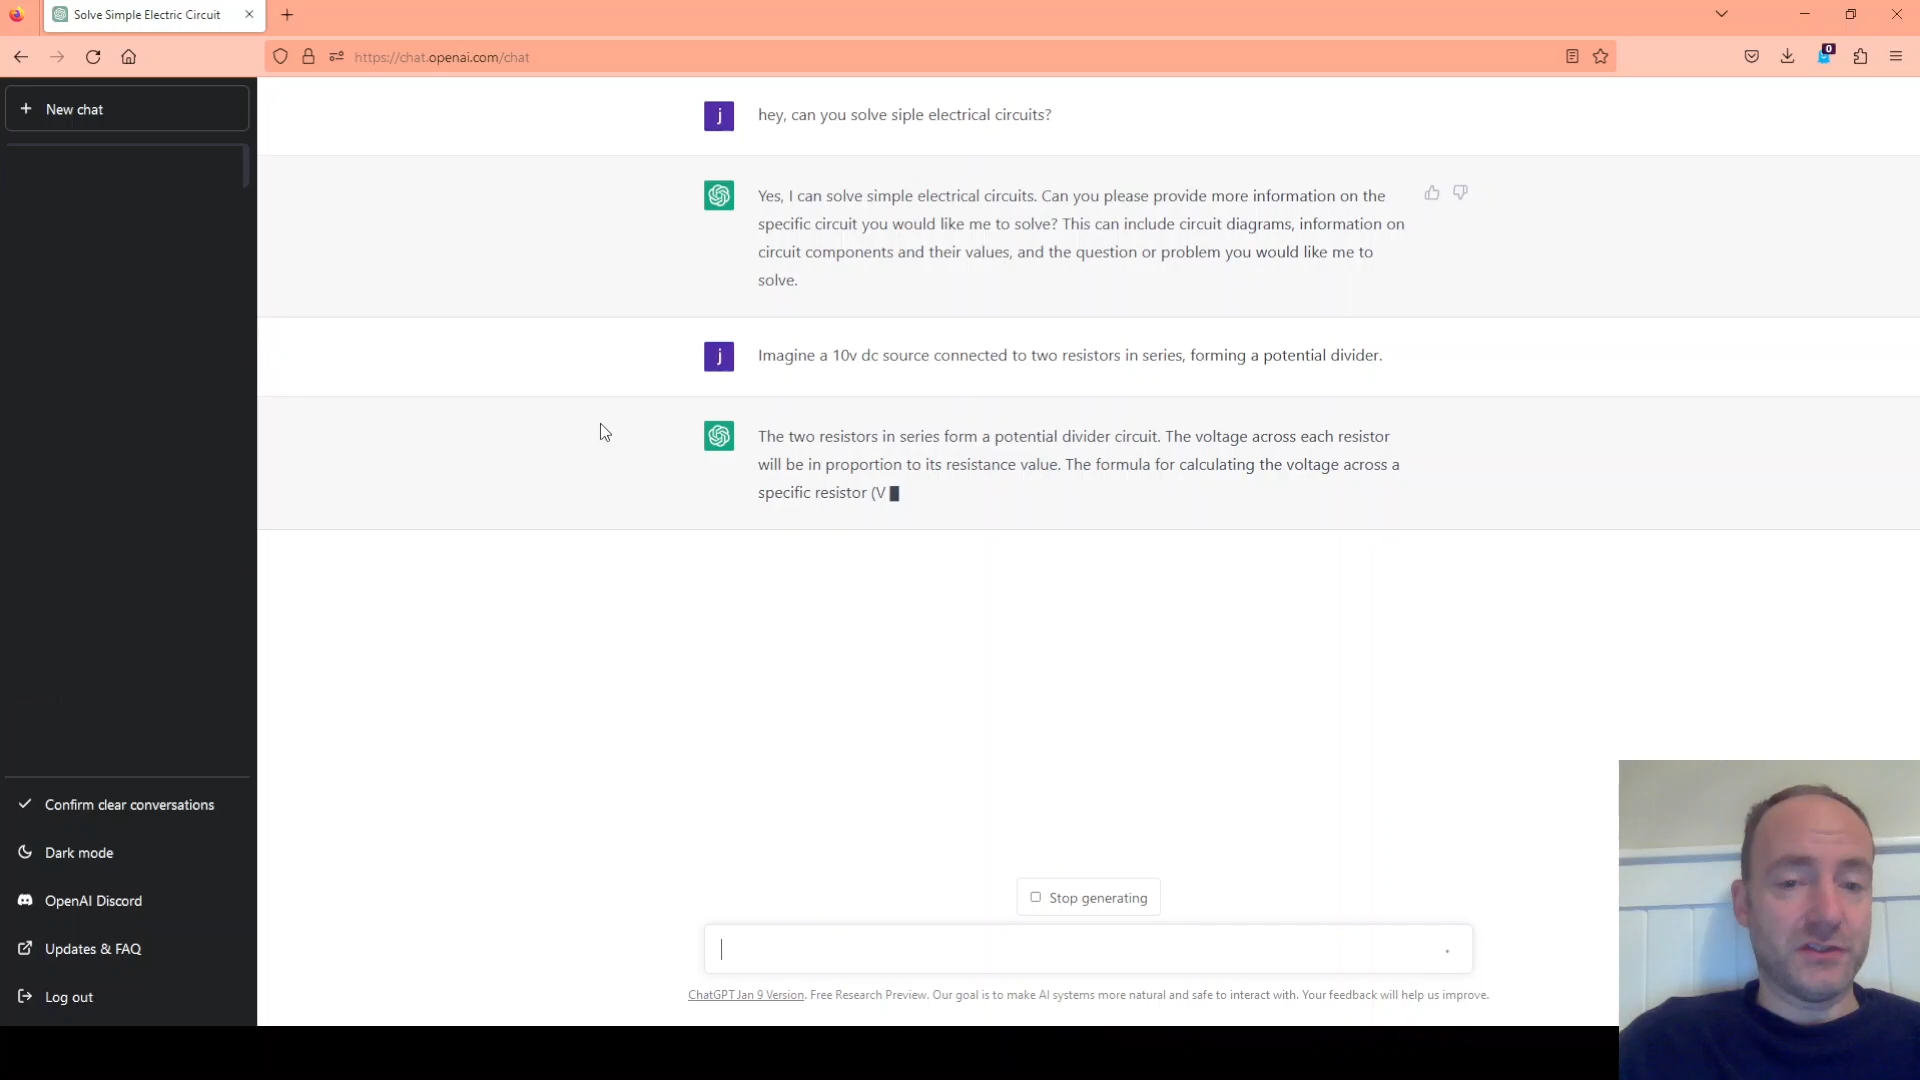 Solve Simple Electric Circuit
https://chat.openai.com/chat
0
New chat
j
hey, can you solve siple electrical circuits?
Yes, I can solve simple electrical circuits. Can you please provide more information on the
specific circuit you would like me to solve? This can include circuit diagrams, information on
circuit components and their values, and the question or problem you would like me to
solve.
j
Imagine a 10v dc source connected to two resistors in series, forming a potential divider.
The two resistors in series form a potential divider circuit. The voltage across each resistor
will be in proportion to its resistance value. The formula for calculating the voltage across a
specific resistor (V
Confirm clear conversations
Dark mode
OpenAI Discord
Updates & FAQ
Log out
Stop generating
ChatGPT Jan 9 Version. Free Research Preview. Our goal is to make AI systems more natural and safe to interact with. Your feedback will help us improve.